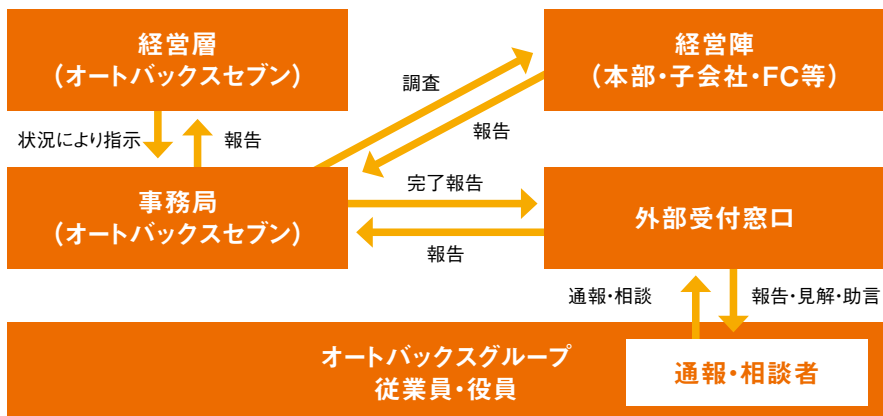 経営層
(オートバックスセブン)
経営陣
(本部・子会社・FC等)
調査
報告
状況により指示
報告
事務局
(オートバックスセブン)
完了報告
報告
外部受付窓口
通報・相談
報告・見解・助言
オートバックスグループ
従業員・役員
通報・相談者